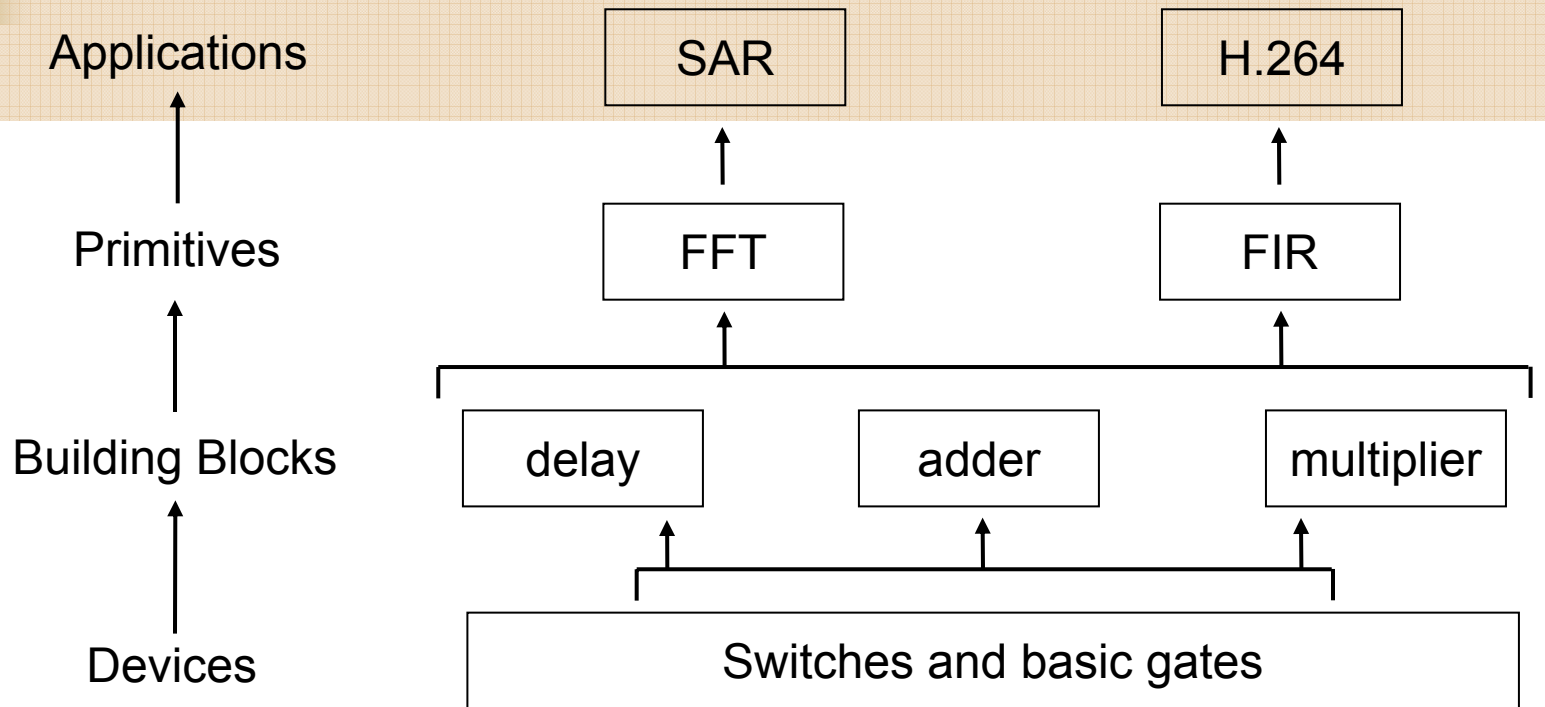 Applications
SAR
H.264
Primitives
FFT
FIR
Building Blocks
delay
adder
multiplier
Devices
Switches and basic gates